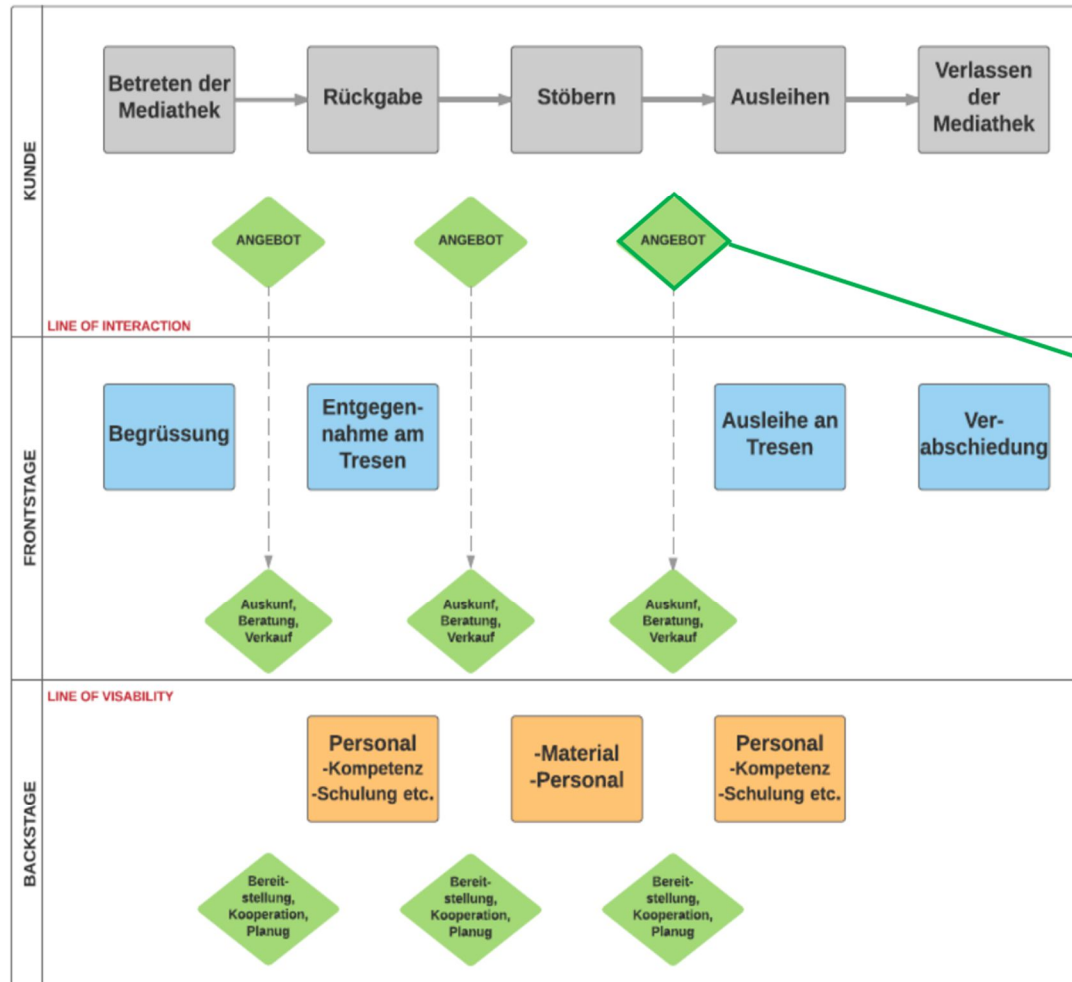 KUNDE
Betreten der
Mediathek
Rückgabe
Stöbern
Ausleihen
Verlassen
der
Mediathek
ANGEBOT
ANGEBOT
ANGEBOT
LINE OF INTERACTION
FRONTSTAGE
Begrüssung
Entgegen-
nahme am
Tresen
Ausleihe an
Tresen
Ver-
abschiedung
Auskunf,
Beratung,
Verkauf
Auskunf,
Beratung,
Verkauf
Auskunf,
Beratung,
Verkauf
LINE OF VISABILITY
BACKSTAGE
Personal
-Kompetenz
-Schulung etc.
-Material
-Personal
Personal
-Kompetenz
-Schulung etc.
Bereit-
stellung,
Kooperation,
Planug
Bereit-
stellung,
Kooperation,
Planug
Bereit-
stellung,
Kooperation,
Planug